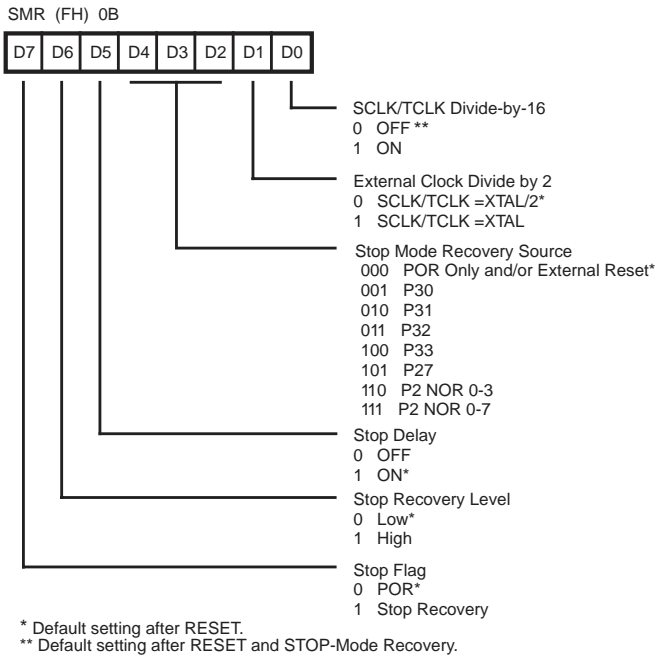 SMR (FH) 0B
D7 D6 D5 D4 D3 D2 D1 D0
SCLK/TCLK Divide-by-16
0 OFF **
1 ON
External Clock Divide by 2
0 SCLK/TCLK =XTAL/2*
1 SCLK/TCLK =XTAL
Stop Mode Recovery Source
000 POR Only and/or External Reset*
001 P30
010 P31
011 P32
100 P33
101 P27
110 P2 NOR 0-3
111 P2 NOR 0-7
Stop Delay
0 OFF
1 ON*
Stop Recovery Level
0 Low*
1 High
Stop Flag
0 POR*
1 Stop Recovery
* Default setting after RESET.
** Default setting after RESET and STOP-Mode Recovery.